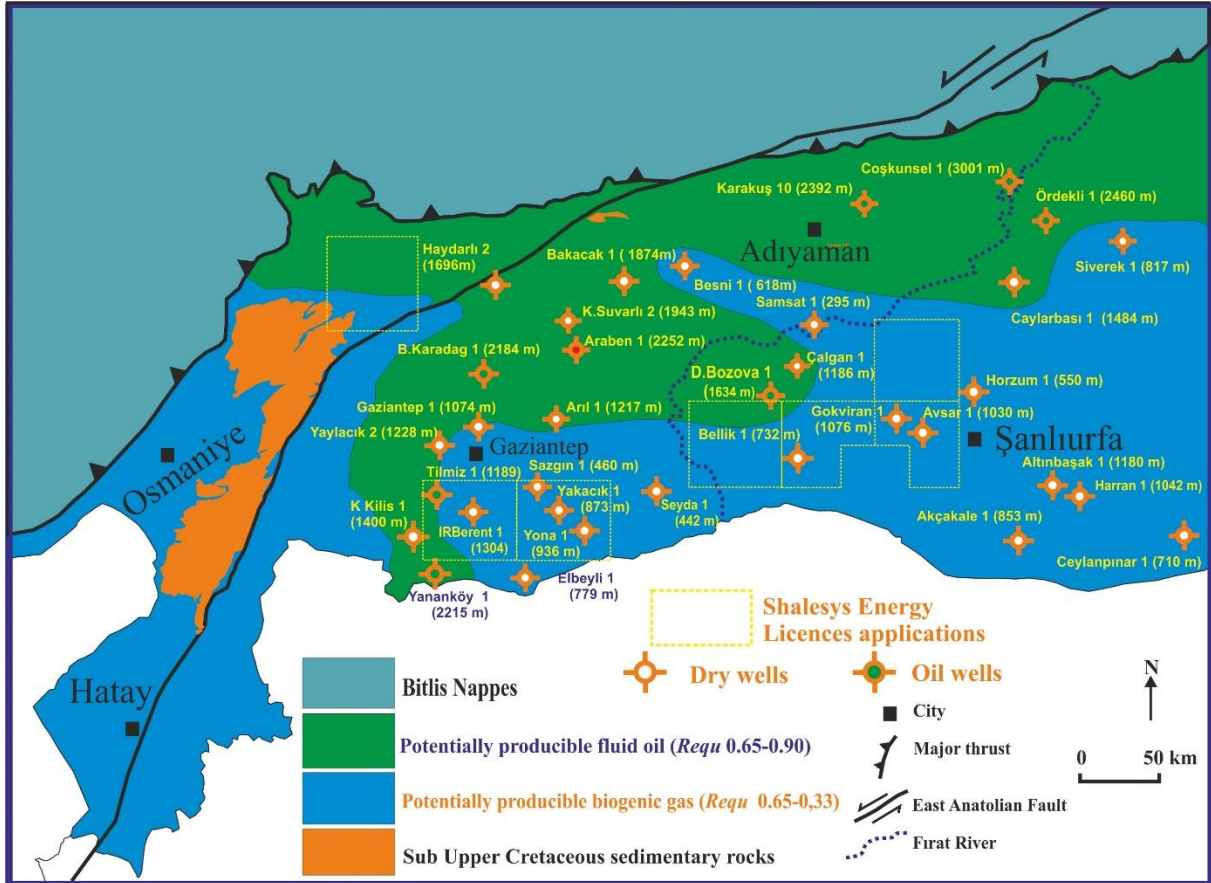 Coşkunsel 1 (3001 m)
Karakuş 10 (2392 m)
Ördekli 1 (2460 m)
Adıyaman
Haydarlı 2
(1696m)
Bakacak 1 ( 1874m)
Besni 1 ( 618m)
Siverek 1 (817 m)
Samsat 1 (295 m)
K.Suvarlı 2 (1943 m)
Caylarbası 1 (1484 m)
Araben 1 (2252 m)
B.Karadag 1 (2184 m)
D.Bozova 1
(1634 m)
Çalgan 1
(1186 m)
Horzum 1 (550 m)
Gaziantep 1 (1074 m)
Arıl 1 (1217 m)
Gokviran 1
(1076 m)
Avsar 1 (1030 m)
Yaylacık 2 (1228 m)
Bellik 1 (732 m)
Osmaniye
Gaziantep
Şanlıurfa
Tilmiz 1 (1189)
Sazgın 1 (460 m)
Altınbaşak 1 (1180 m)
Harran 1 (1042 m)
K Kilis 1
(1400 m)
Yakacık 1
(873 m)
Seyda 1
(442 m)
Akçakale 1 (853 m)
IRBerent 1
(1304)
Yona 1
(936 m)
Ceylanpınar 1 (710 m)
Yananköy 1
(2215 m)
Elbeyli 1
(779 m)
Shalesys Energy
Licences applications
Hatay
Bitlis Nappes
Dry wells
Oil wells
N
City
Potentially producible fluid oil (Requ 0.65-0.90)
Major thrust
0 50 km
Potentially producible biogenic gas (Requ 0.65-0,33)
East Anatolian Fault
Sub Upper Cretaceous sedimentary rocks
Fırat River